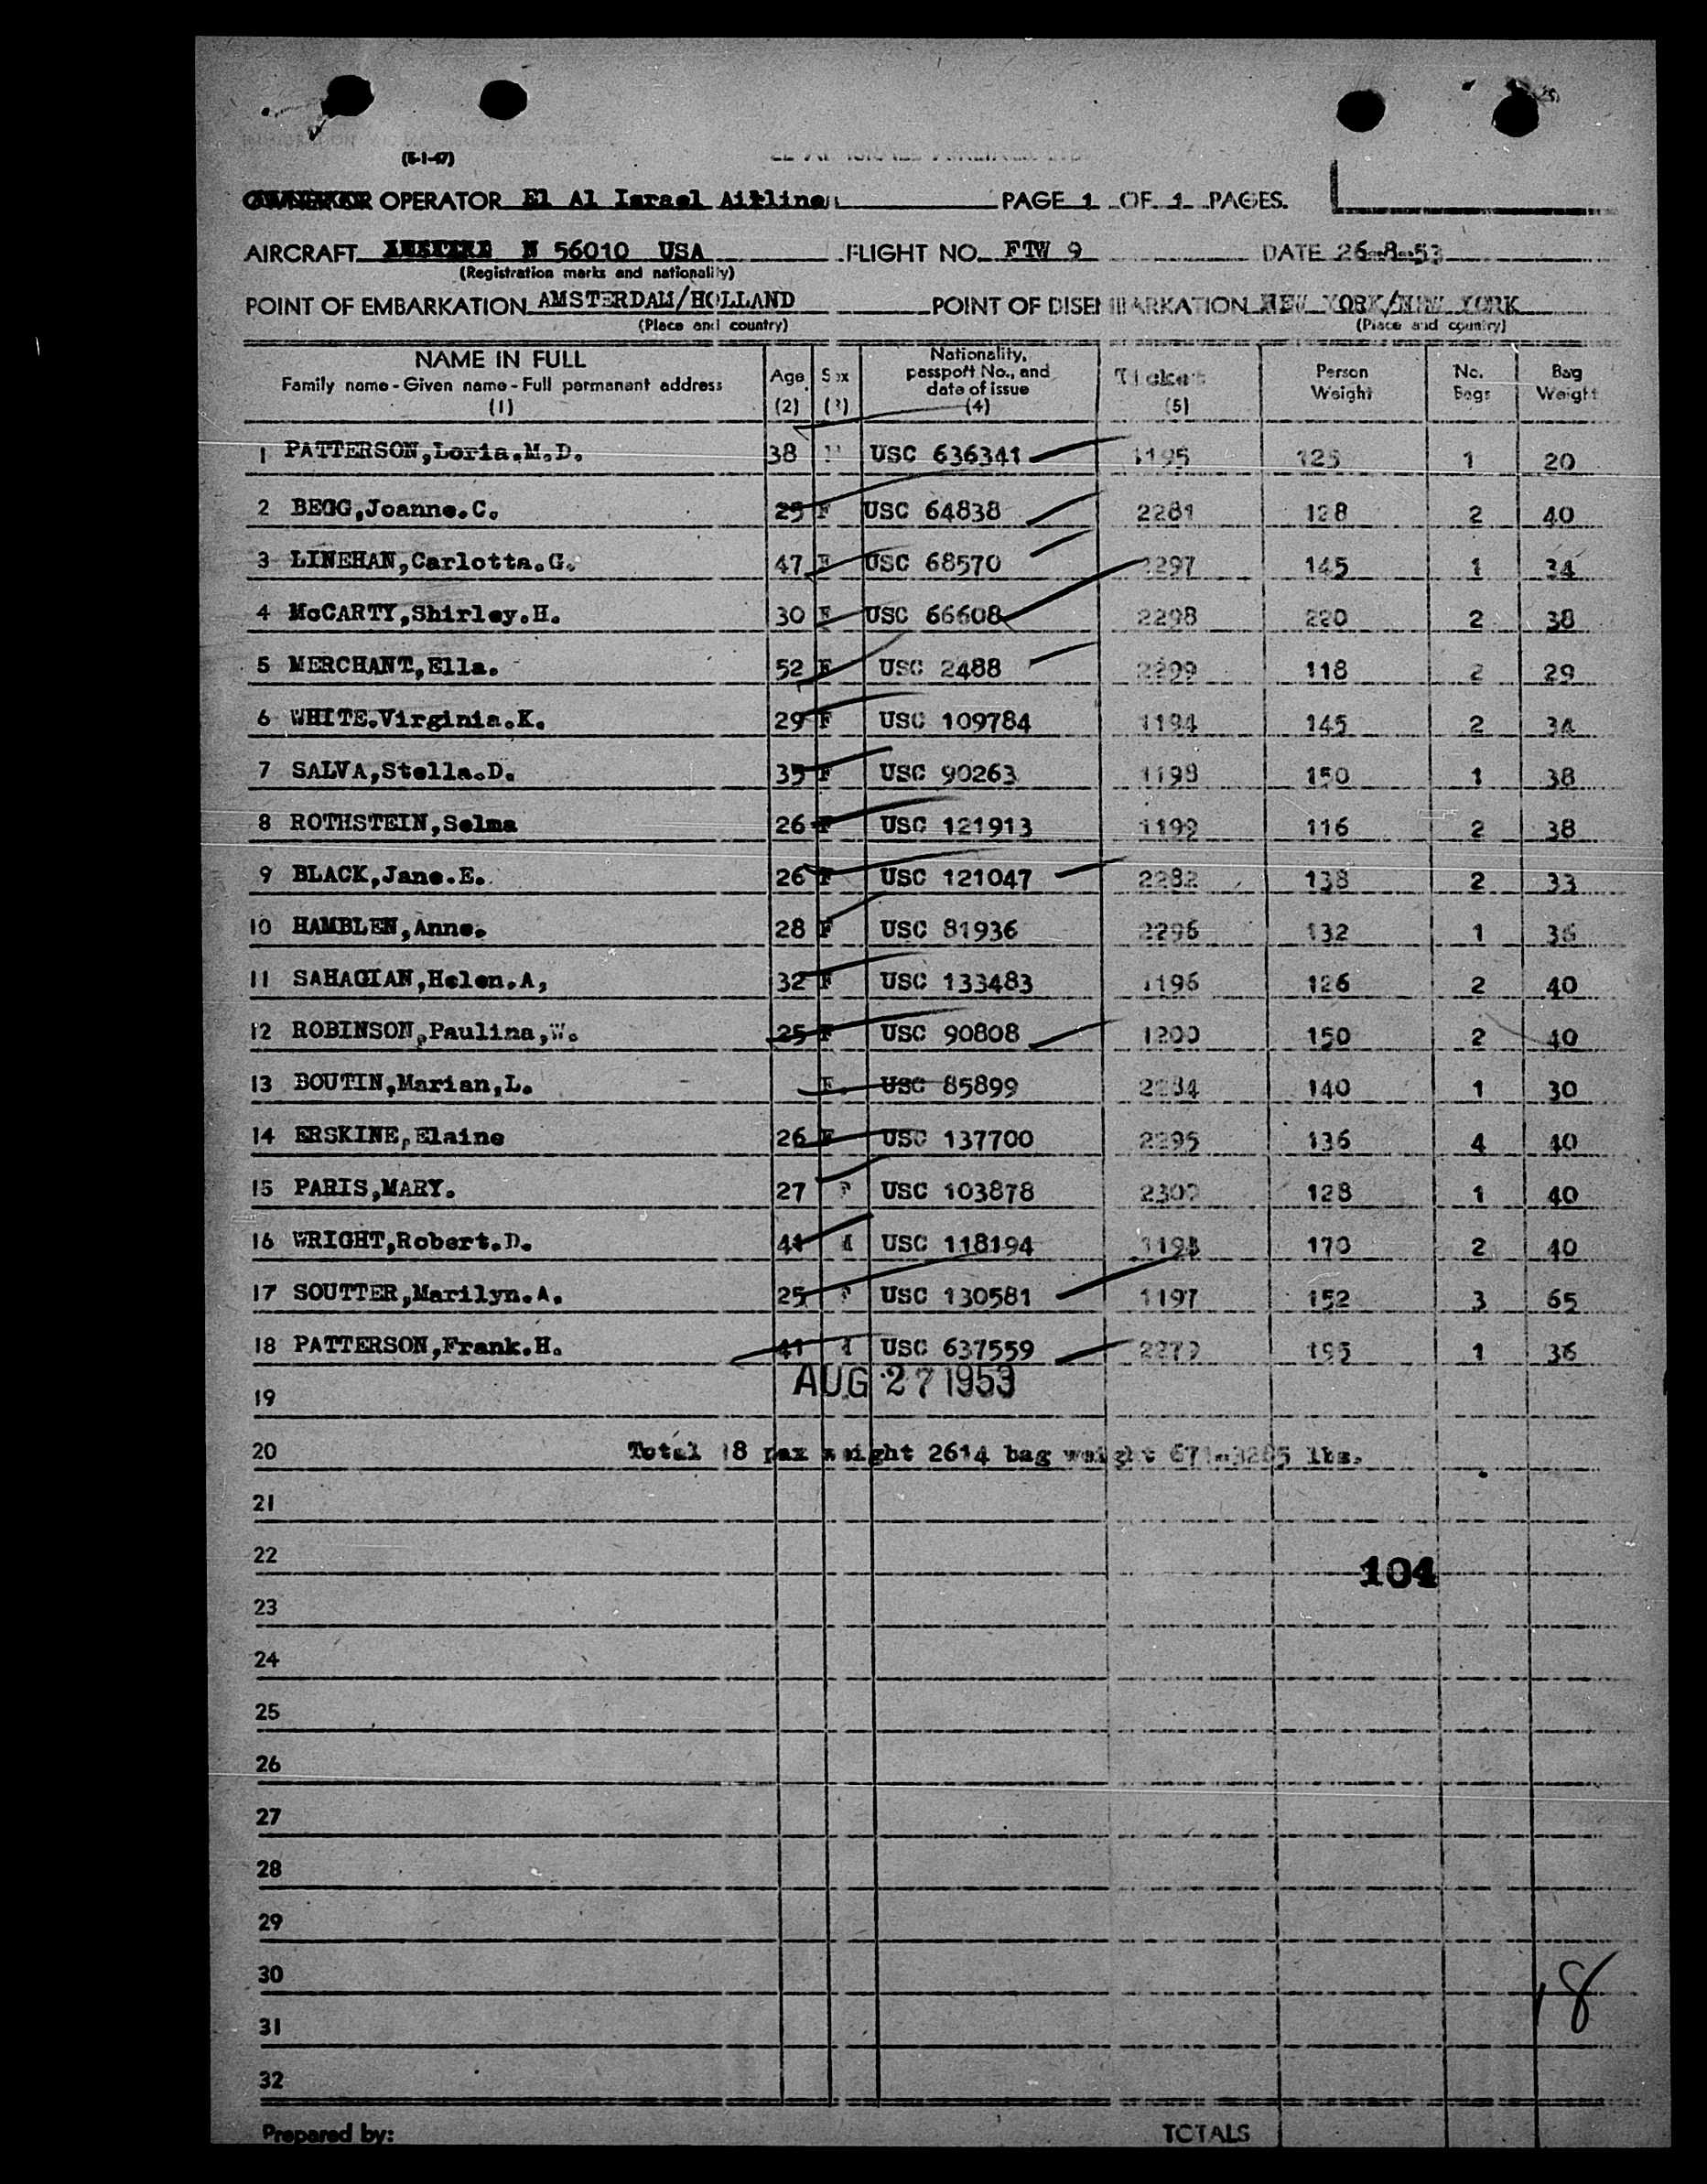 (5-1-47)
OPERATOR El Al Israel Airline PAGE 1 OF 1 PAGES.
AIRCRAFT N 56010 USA FLIGHT NO. FTW 9 DATE 26-8-53
(Registration marks and nationality)
POINT OF EMBARKATION AMSTERDAM/HOLLAND POINT OF DISEMBARKATION NEW YORK/NEW YORK
(Place and country) (Place and country)
NAME IN FULL Age Sex Nationality, passport No., and date of issue Ticket Person Weight No. Bags Bag Weight
Family name - Given name - Full permanent address
(1) (2) (3) (4) (5)
1 PATTERSON,Loria.M.D. 38 USC 636341 1195 125 1 20
2 BEGG,Joanne.C. 25 F USC 64838 2281 128 2 40
3 LINEHAN,Carlotta.G. 47 F USC 68570 2297 145 1 34
4 McCARTY,Shirley.H. 30 F USC 66608 2298 220 2 38
5 MERCHANT,Ella. 52 F USC 2488 2299 118 2 29
6 WHITE.Virginia.K. 29 F USC 109784 1194 145 2 34
7 SALVA,Stella.D. 35 F USC 90263 1198 150 1 38
8 ROTHSTEIN,Selma 26 F USC 121913 1199 116 2 38
9 BLACK,Jane.E. 26 F USC 121047 2282 138 2 33
10 HAMBLEN,Anne. 28 F USC 81936 2296 132 1 36
11 SAHAGIAN,Helen.A, 32 F USC 133483 1196 126 2 40
12 ROBINSON,Paulina,W. 25 F USC 90808 1200 150 2 40
13 BOUTIN,Marian,L. F. USC 85899 140 1 30
14 ERSKINE,Elaine 26 F USC 137700 2295 136 4 40
15 PARIS,MARY. 27 F USC 103878 128 1 40
16 WRIGHT,Robert.D. 41 USC 118194 170 2 40
17 SOUTTER,Marilyn.A. 25 F USC 130581 1197 152 3 65
18 PATTERSON,Frank.H. 41 USC 637559 195 1 36
AUG 27 1953
19
20 Total 18 pax weight 2614 bag weight 671=3285 lbs.
21
22
104
23
24
25
26
27
28
29
30
18
31
32
Prepared by: TOTALS